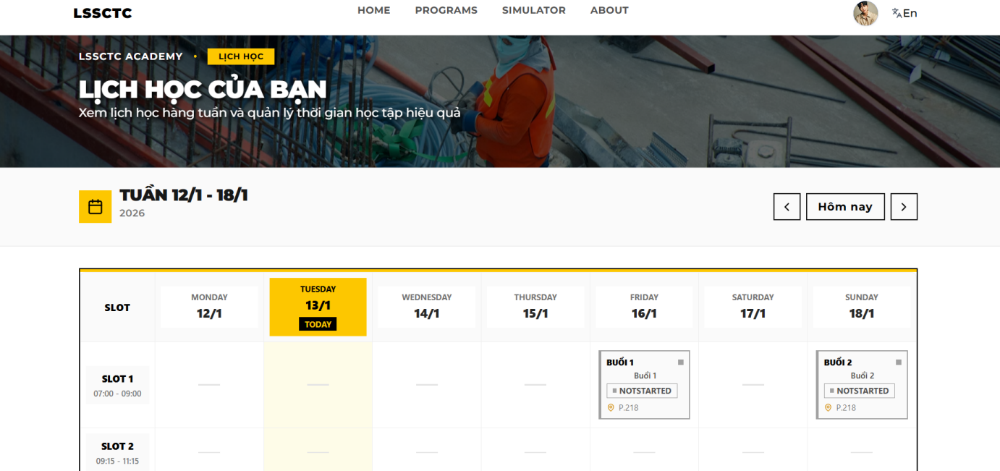 LSSCTC
HOME PROGRAMS SIMULATOR ABOUT
En
LSSCTC ACADEMY • LỊCH HỌC
LỊCH HỌC CỦA BẠN
Xem lịch học hàng tuần và quản lý thời gian học tập hiệu quả
TUẦN 12/1 - 18/1
2026
Hôm nay
SLOT
MONDAY
12/1
TUESDAY
13/1
TODAY
WEDNESDAY
14/1
THURSDAY
15/1
FRIDAY
16/1
SATURDAY
17/1
SUNDAY
18/1
SLOT 1
07:00 - 09:00
BUỔI 1
Buổi 1
NOTSTARTED
P.218
BUỔI 2
Buổi 2
NOTSTARTED
P.218
SLOT 2
09:15 - 11:15